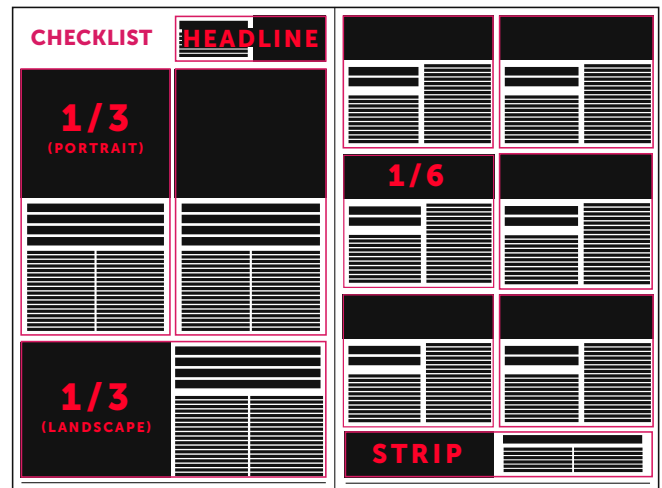 CHECKLIST
HEADLINE
1/3
(PORTRAIT)
1/3
(LANDSCAPE)
1/6
STRIP